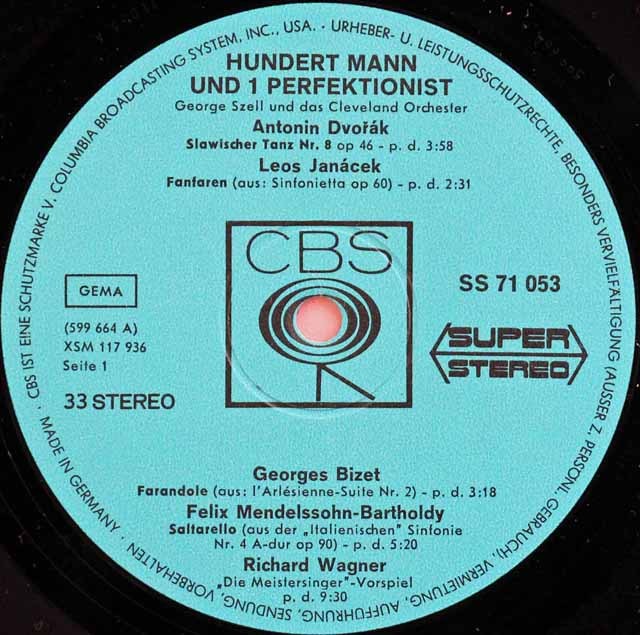 CBS IST EINE SCHUTZMARKE V. COLUMBIA BROADCASTING SYSTEM, INC., USA. · URHEBER- U. LEISTUNGSSCHUTZRECHTE, BESONDERS VERVIELFÄLTIGUNG (AUSSER Z. PERSÖNL. GEBRAUCH), VERMIETUNG, AUFFÜHRUNG, SENDUNG, VORBEHALTEN · MADE IN GERMANY ·
HUNDERT MANN
UND 1 PERFEKTIONIST
George Szell und das Cleveland Orchester
Antonin Dvořák
Slawischer Tanz Nr. 8 op 46 - p. d. 3:58
Leos Janácek
Fanfaren (aus: Sinfonietta op 60) - p. d. 2:31
CBS
GEMA
(599 664 A)
XSM 117 936
Seite 1
33 STEREO
SS 71 053
SUPER
STEREO
Georges Bizet
Farandole (aus: l'Arlésienne-Suite Nr. 2) - p. d. 3:18
Felix Mendelssohn-Bartholdy
Saltarello (aus der „Italienischen" Sinfonie
Nr. 4 A-dur op 90) - p. d. 5:20
Richard Wagner
„Die Meistersinger"-Vorspiel
p. d. 9:30